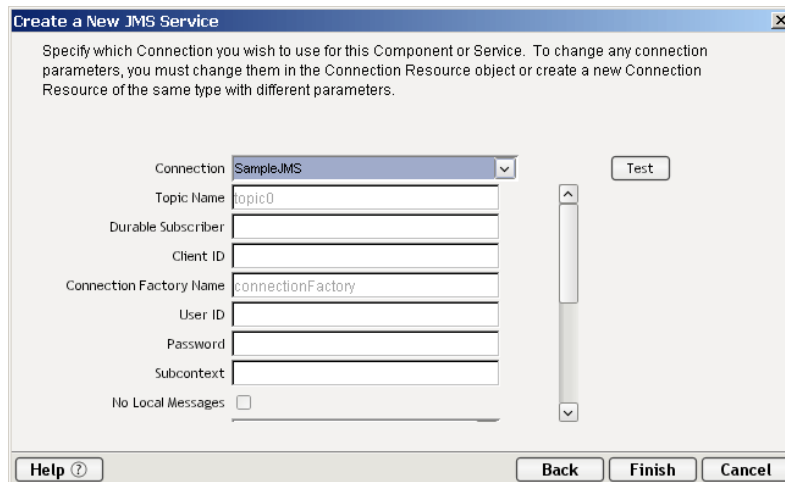 Create a New JMS Service
Specify which Connection you wish to use for this Component or Service. To change any connection
parameters, you must change them in the Connection Resource object or create a new Connection
Resource of the same type with different parameters.
Connection SampleJMS Test
Topic Name topic0
Durable Subscriber
Client ID
Connection Factory Name connectionFactory
User ID
Password
Subcontext
No Local Messages
Help ? Back Finish Cancel